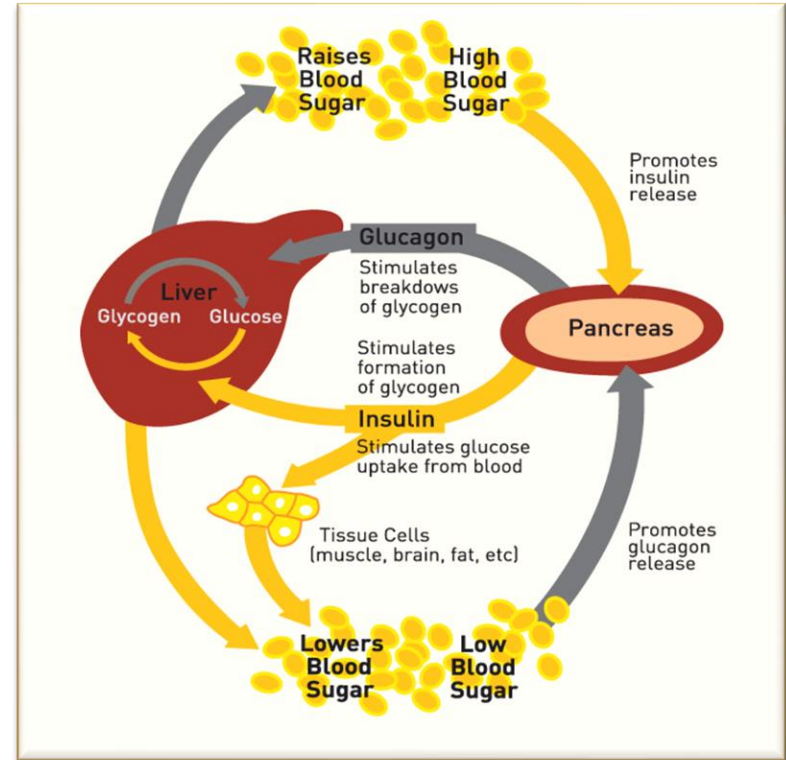 Raises
Blood
Sugar
High
Blood
Sugar
Promotes
insulin
release
Glucagon
Stimulates
breakdows
of glycogen
Liver
Glycogen Glucose
Pancreas
Stimulates
formation
of glycogen
Insulin
Stimulates glucose
uptake from blood
Tissue Cells
(muscle, brain, fat, etc)
Promotes
glucagon
release
Lowers
Blood
Sugar
Low
Blood
Sugar